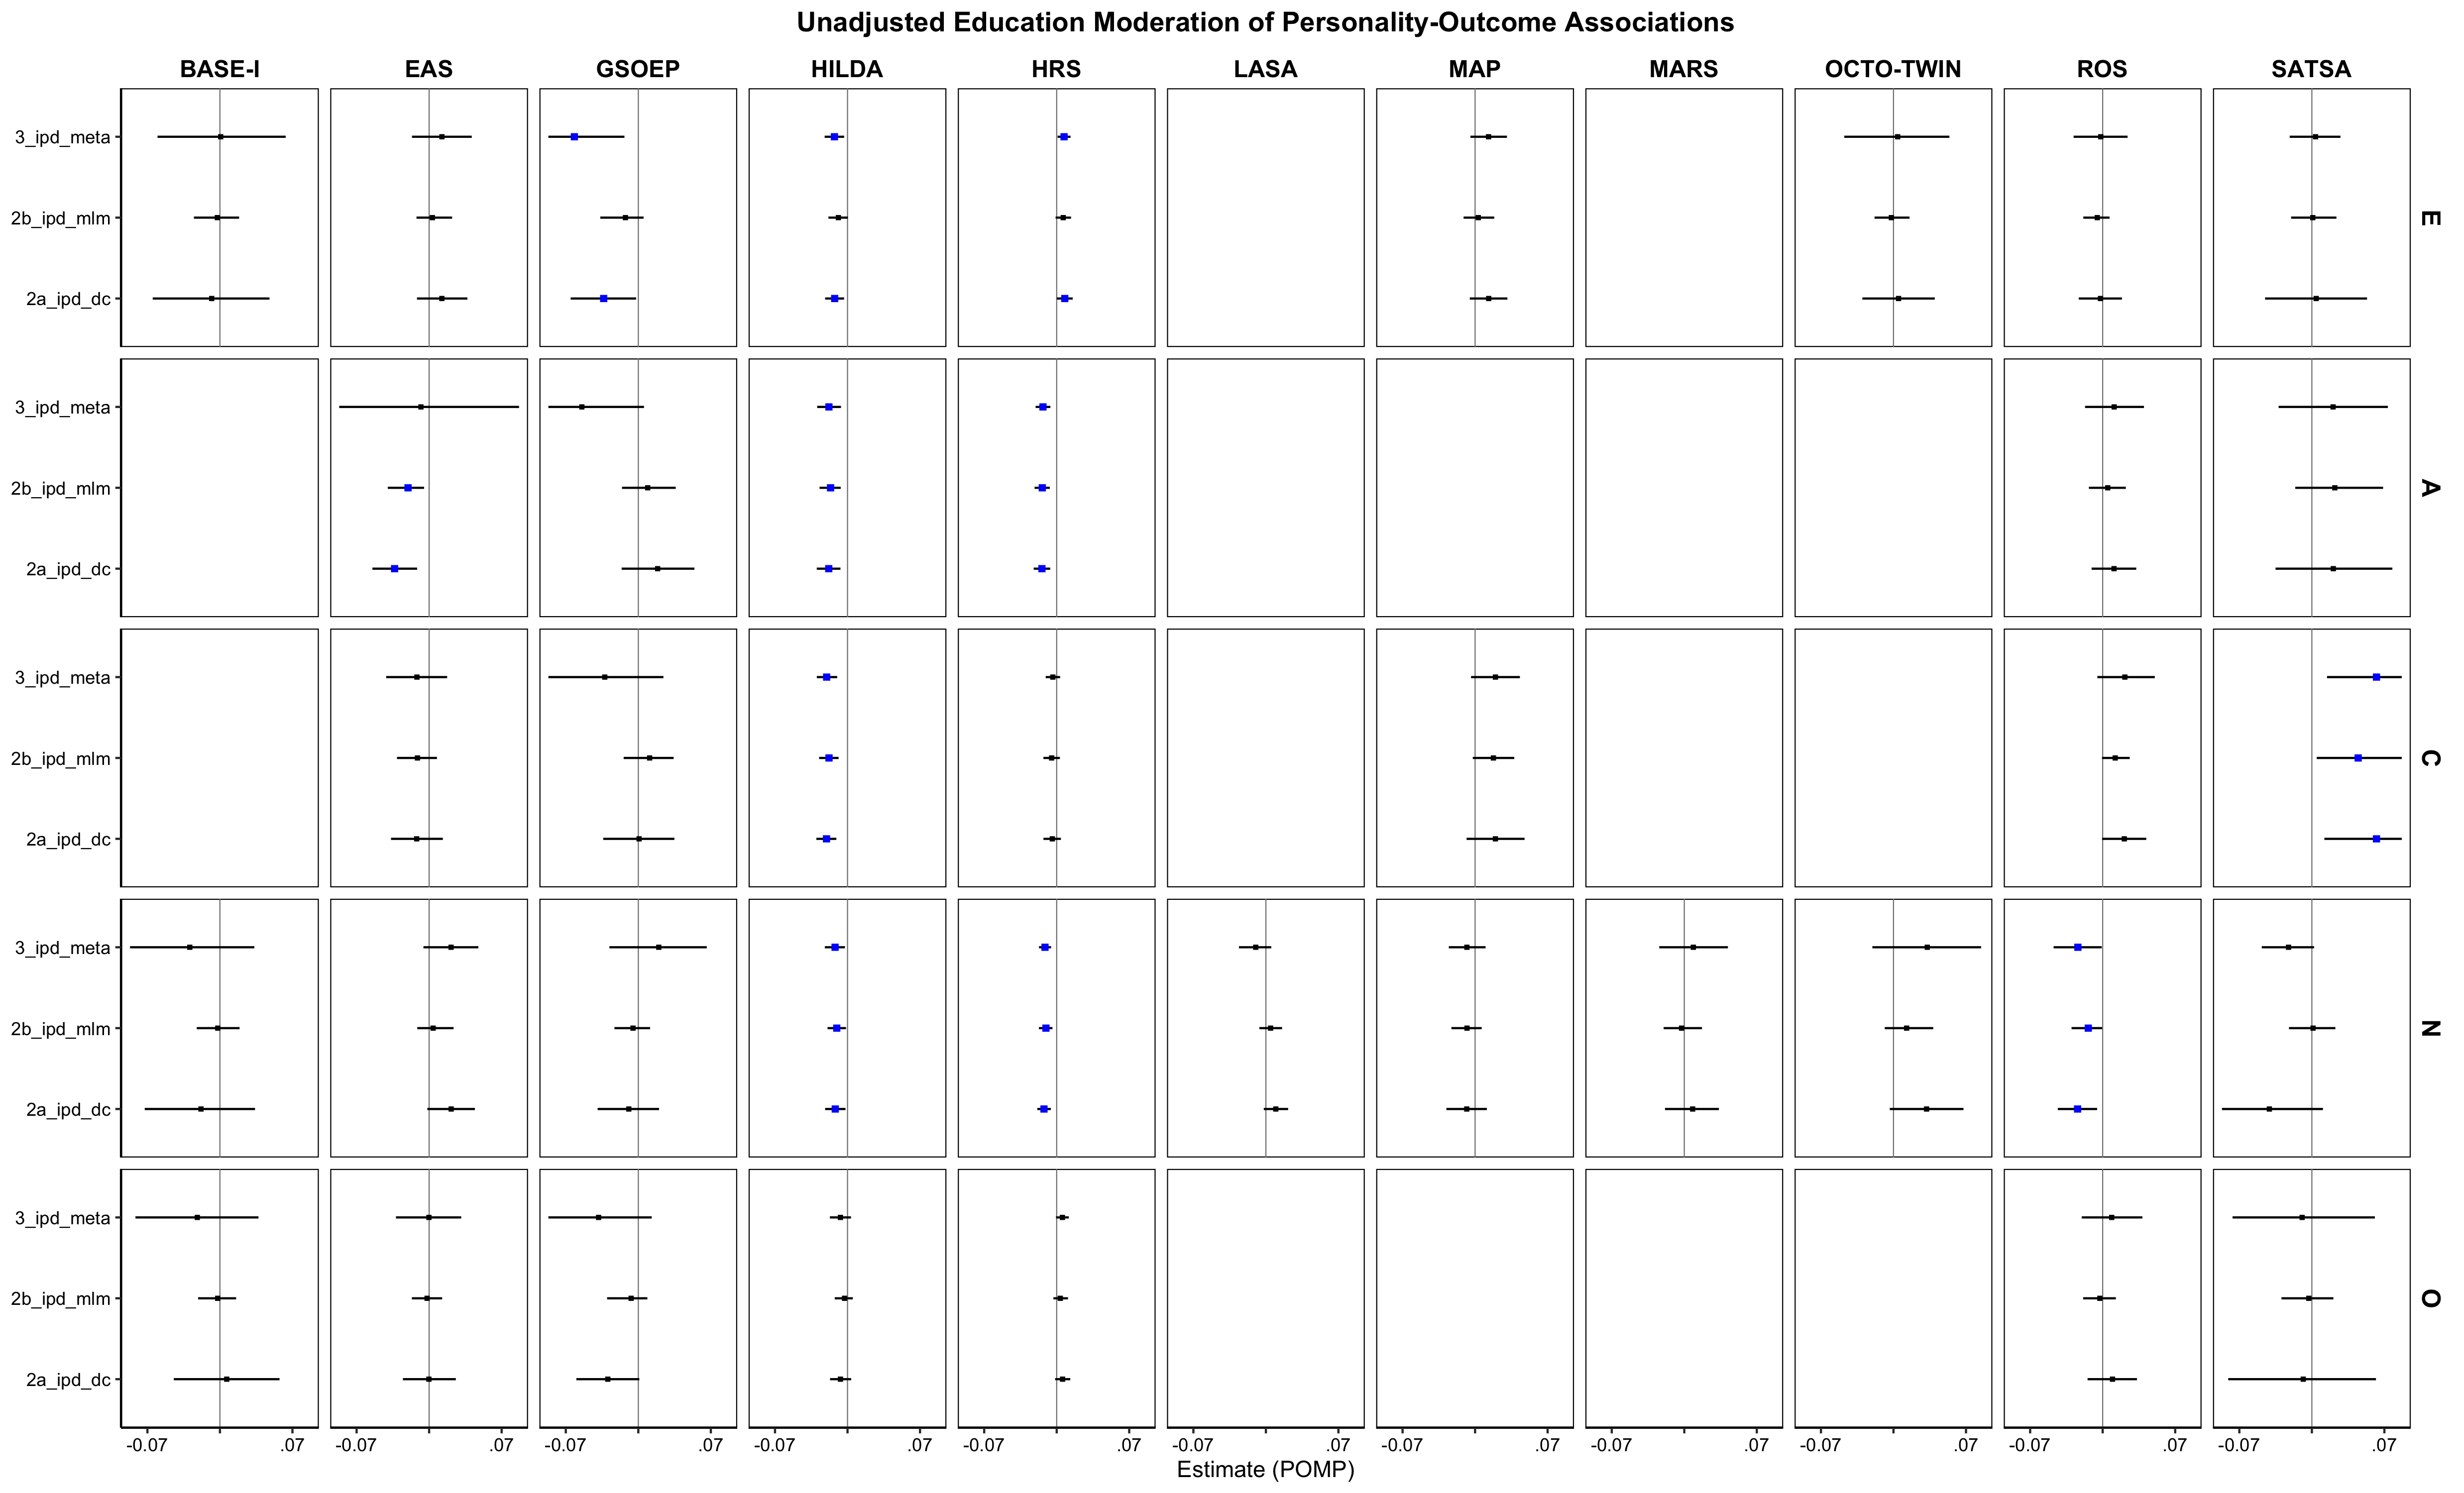 Unadjusted Education Moderation of Personality-Outcome Associations
BASE-I EAS GSOEP HILDA HRS LASA MAP MARS OCTO-TWIN ROS SATSA
3_ipd_meta
2b_ipd_mlm E
2a_ipd_dc
3_ipd_meta
2b_ipd_mlm A
2a_ipd_dc
3_ipd_meta
2b_ipd_mlm C
2a_ipd_dc
3_ipd_meta
2b_ipd_mlm N
2a_ipd_dc
3_ipd_meta
2b_ipd_mlm O
2a_ipd_dc
-0.07 .07 -0.07 .07 -0.07 .07 -0.07 .07 -0.07 .07 -0.07 .07 -0.07 .07 -0.07 .07 -0.07 .07 -0.07 .07 -0.07 .07
Estimate (POMP)